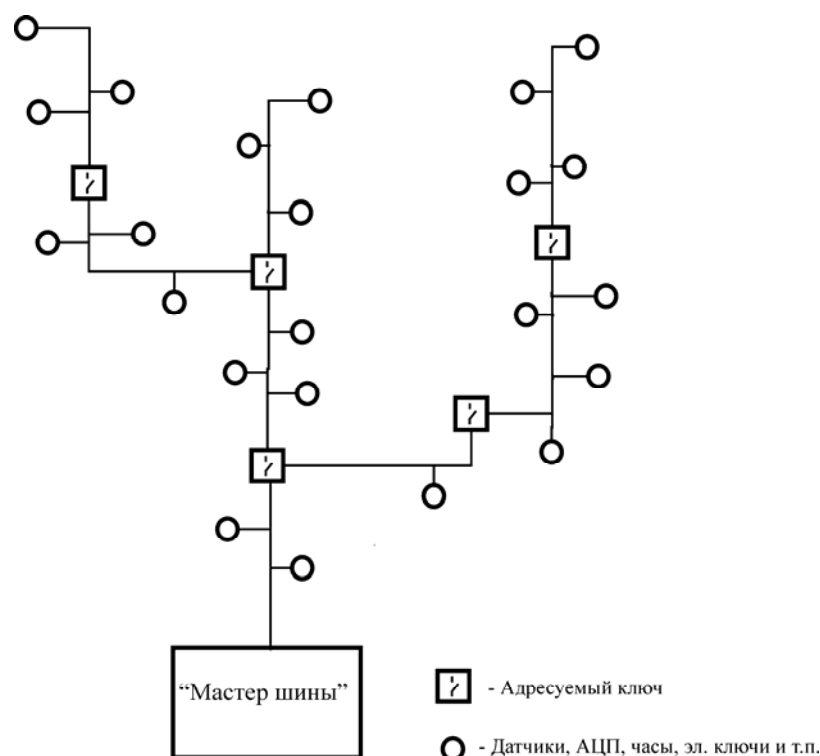 “Мастер шины”
- Адресуемый ключ
- Датчики, АЦП, часы, эл. ключи и т.п.